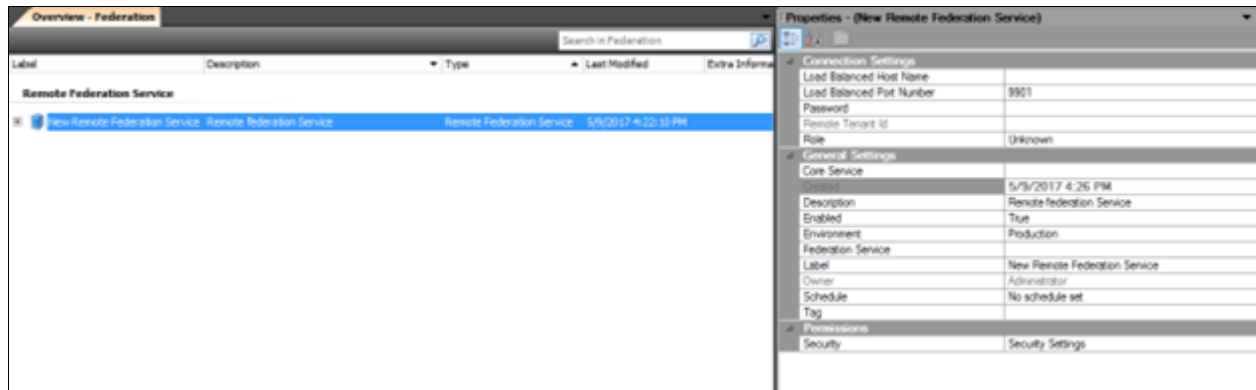 Overview - Federation
Search in Federation
Label Description Type Last Modified Extra Informa
Remote Federation Service
New Remote Federation Service Remote federation Service Remote Federation Service 5/9/2017 4:22:10 PM
Properties - (New Remote Federation Service)
Connection Settings
Load Balanced Host Name
Load Balanced Port Number 9901
Password
Remote Tenant Id
Role Unknown
General Settings
Core Service
Created 5/9/2017 4:26 PM
Description Remote federation Service
Enabled True
Environment Production
Federation Service
Label New Remote Federation Service
Owner Administrator
Schedule No schedule set
Tag
Permissions
Security Security Settings